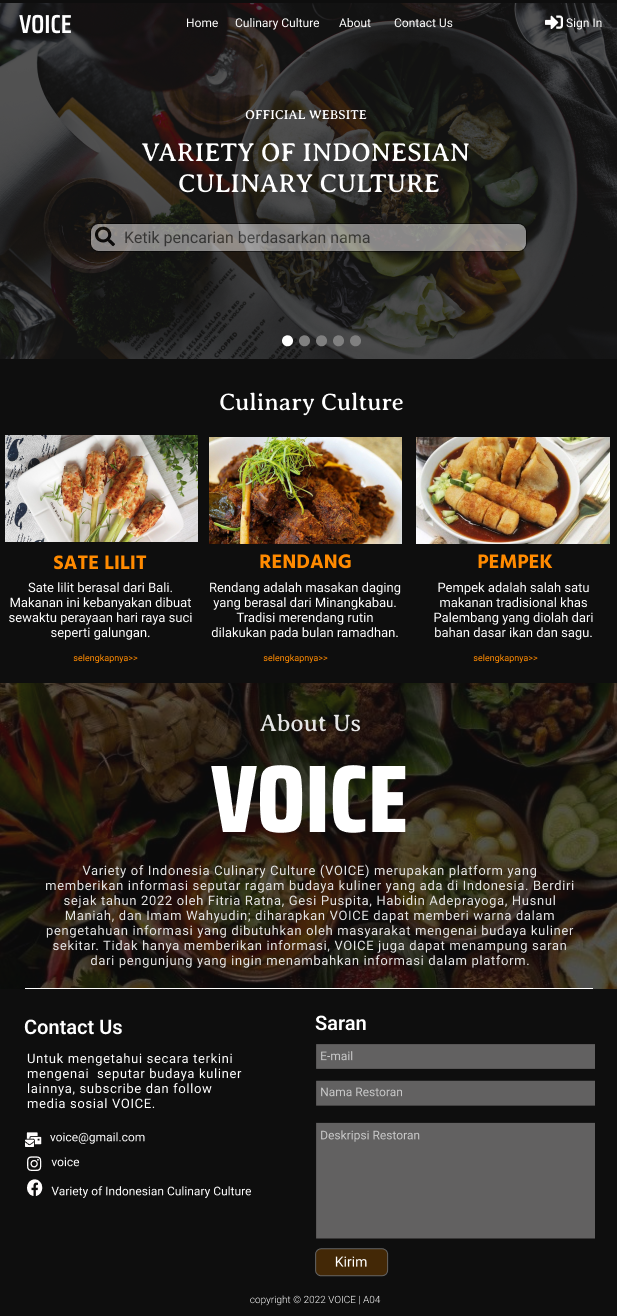 VOICE
Home Culinary Culture About Contact Us
Sign In
OFFICIAL WEBSITE
VARIETY OF INDONESIAN
CULINARY CULTURE
Ketik pencarian berdasarkan nama
Culinary Culture
SATE LILIT
Sate lilit berasal dari Bali.
Makanan ini kebanyakan dibuat
sewaktu perayaan hari raya suci
seperti galungan.
selengkapnya>>
RENDANG
Rendang adalah masakan daging
yang berasal dari Minangkabau.
Tradisi merendang rutin
dilakukan pada bulan ramadhan.
selengkapnya>>
PEMPEK
Pempek adalah salah satu
makanan tradisional khas
Palembang yang diolah dari
bahan dasar ikan dan sagu.
selengkapnya>>
About Us
VOICE
Variety of Indonesia Culinary Culture (VOICE) merupakan platform yang
memberikan informasi seputar ragam budaya kuliner yang ada di Indonesia. Berdiri
sejak tahun 2022 oleh Fitria Ratna, Gesi Puspita, Habidin Adeprayoga, Husnul
Maniah, dan Imam Wahyudin; diharapkan VOICE dapat memberi warna dalam
pengetahuan informasi yang dibutuhkan oleh masyarakat mengenai budaya kuliner
sekitar. Tidak hanya memberikan informasi, VOICE juga dapat menampung saran
dari pengunjung yang ingin menambahkan informasi dalam platform.
Contact Us
Untuk mengetahui secara terkini
mengenai seputar budaya kuliner
lainnya, subscribe dan follow
media sosial VOICE.
voice@gmail.com
voice
Variety of Indonesian Culinary Culture
Saran
E-mail
Nama Restoran
Deskripsi Restoran
Kirim
copyright © 2022 VOICE | A04